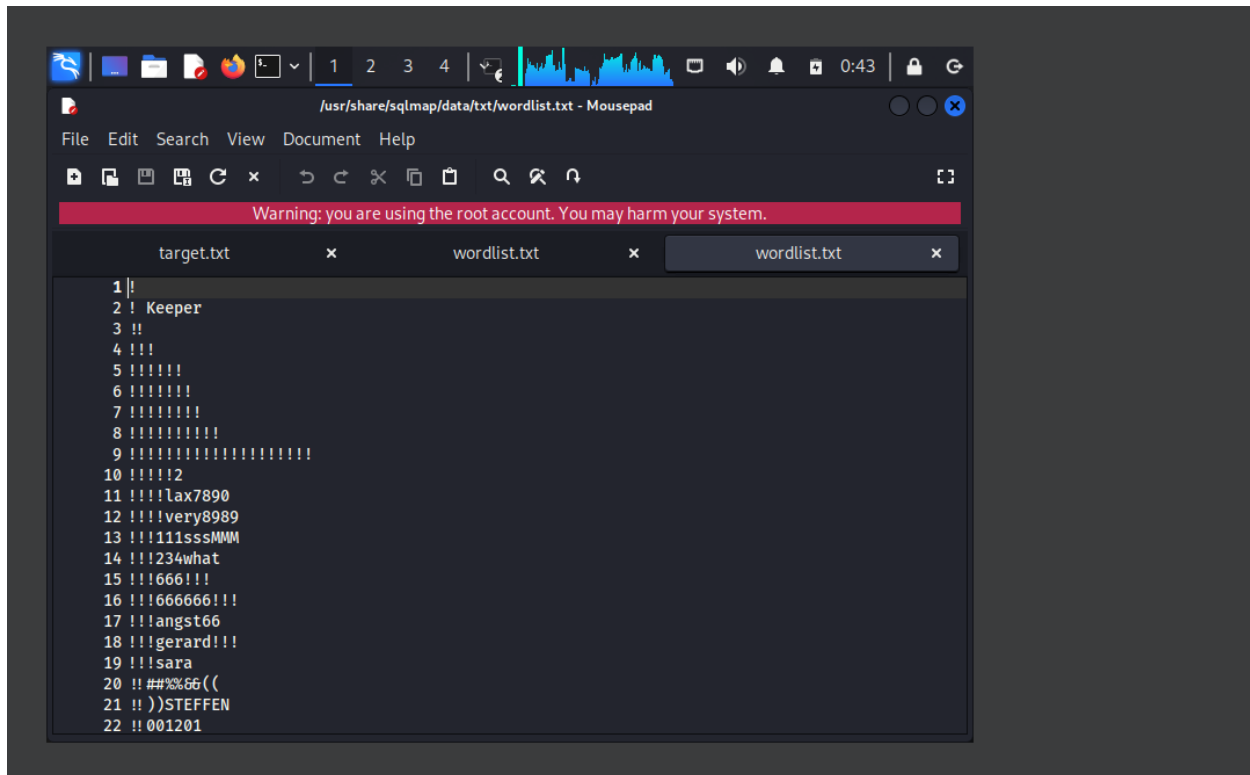 1 2 3 4 0:43
/usr/share/sqlmap/data/txt/wordlist.txt - Mousepad
File Edit Search View Document Help
Warning: you are using the root account. You may harm your system.
target.txt wordlist.txt wordlist.txt
1 !
2 ! Keeper
3 !!
4 !!!
5 !!!!!!
6 !!!!!!!
7 !!!!!!!!
8 !!!!!!!!!!
9 !!!!!!!!!!!!!!!!!!!!
10 !!!!!2
11 !!!!lax7890
12 !!!!very8989
13 !!!111sssMMM
14 !!!234what
15 !!!666!!!
16 !!!666666!!!
17 !!!angst66
18 !!!gerard!!!
19 !!!sara
20 !!##%%&&((
21 !!))STEFFEN
22 !!001201